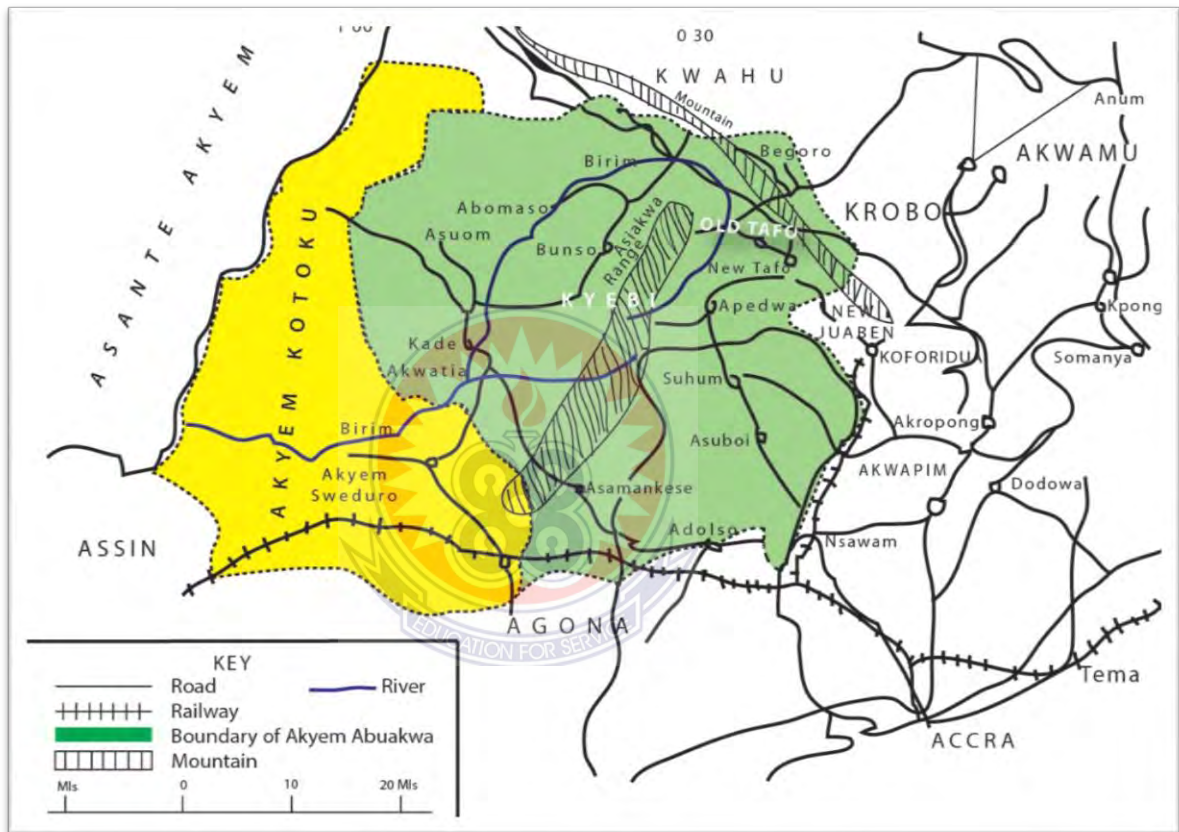 0 30
KWAHU
Mountain
Anum
ASANTE AKYEM
AKWAMU
Begoro
Birim
KROBO
Abomaso
Asuom
Asiakwa
Range
OLD TAFO
Bunso
New Tafo
AKYEM KOTOKU
KYEBI
Apedwa
Kpong
NEW
JUABEN
Kade
KOFORIDUA
Somanya
Akwatia
Suhum
Birim
Akropong
Asuboi
Akyem
Sweduro
AKWAPIM
Asamankese
Dodowa
Adolso
Nsawam
ASSIN
AGONA
EDUCATION FOR SERVICE
KEY
Road
River
Railway
Boundary of Akyem Abuakwa
Mountain
Mls 0 10 20 Mls
Tema
ACCRA